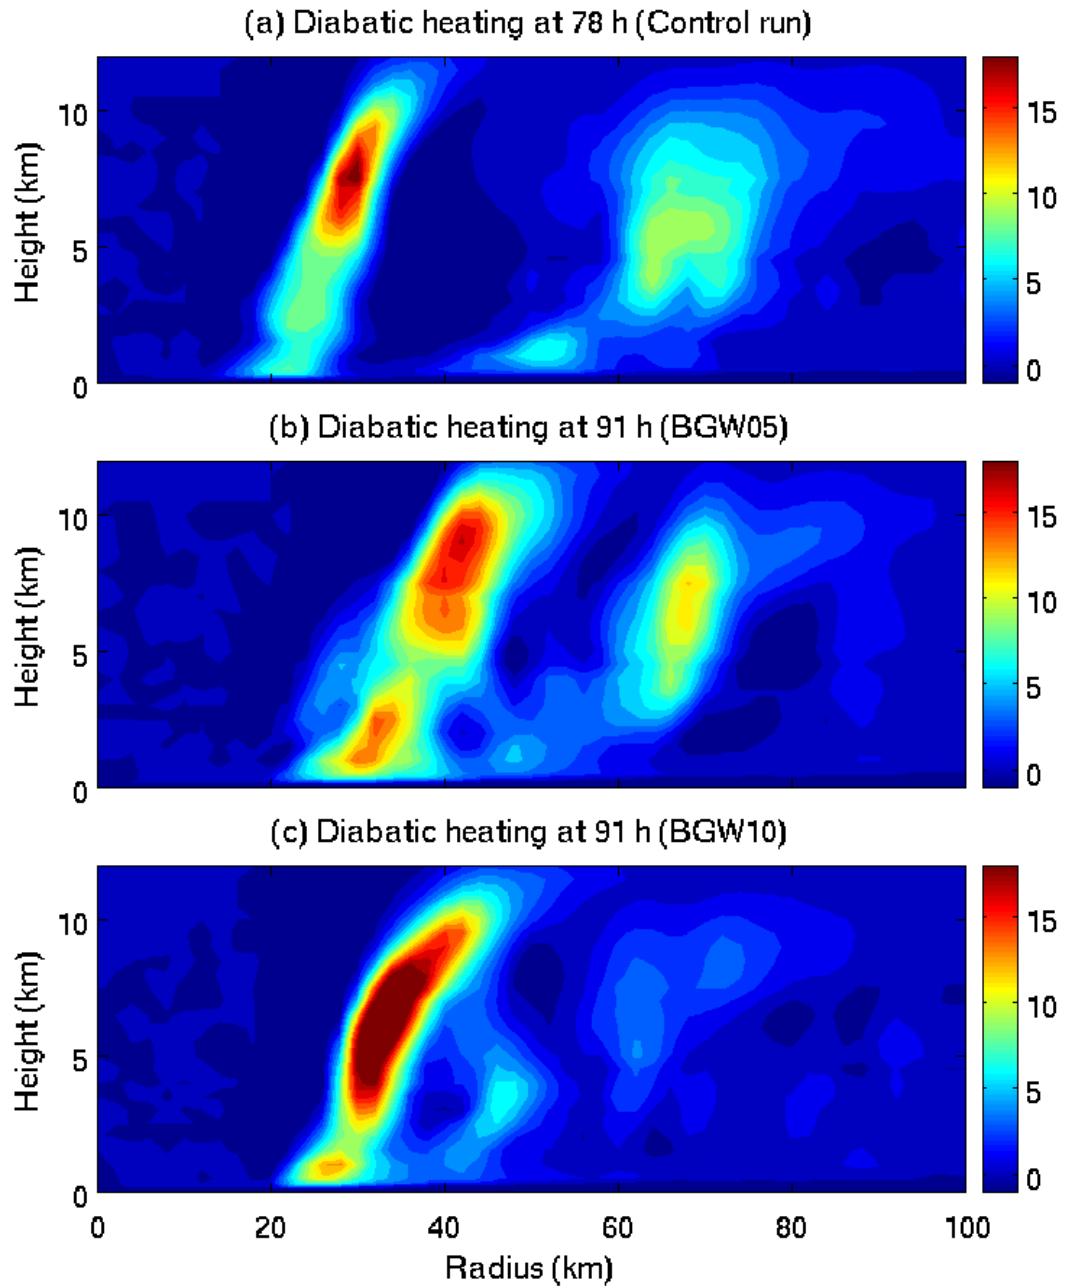 (a) Diabatic heating at 78 h (Control run)
Height (km)
10
5
0
15
10
5
0
(b) Diabatic heating at 91 h (BGW05)
Height (km)
10
5
0
15
10
5
0
(c) Diabatic heating at 91 h (BGW10)
Height (km)
10
5
0
15
10
5
0
0 20 40 60 80 100
Radius (km)